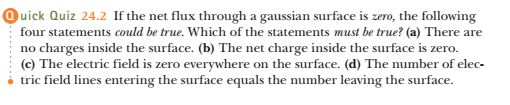 Quick Quiz 24.2 If the net flux through a gaussian surface is zero, the following
four statements could be true. Which of the statements must be true? (a) There are
no charges inside the surface. (b) The net charge inside the surface is zero.
(c) The electric field is zero everywhere on the surface. (d) The number of elec-
tric field lines entering the surface equals the number leaving the surface.